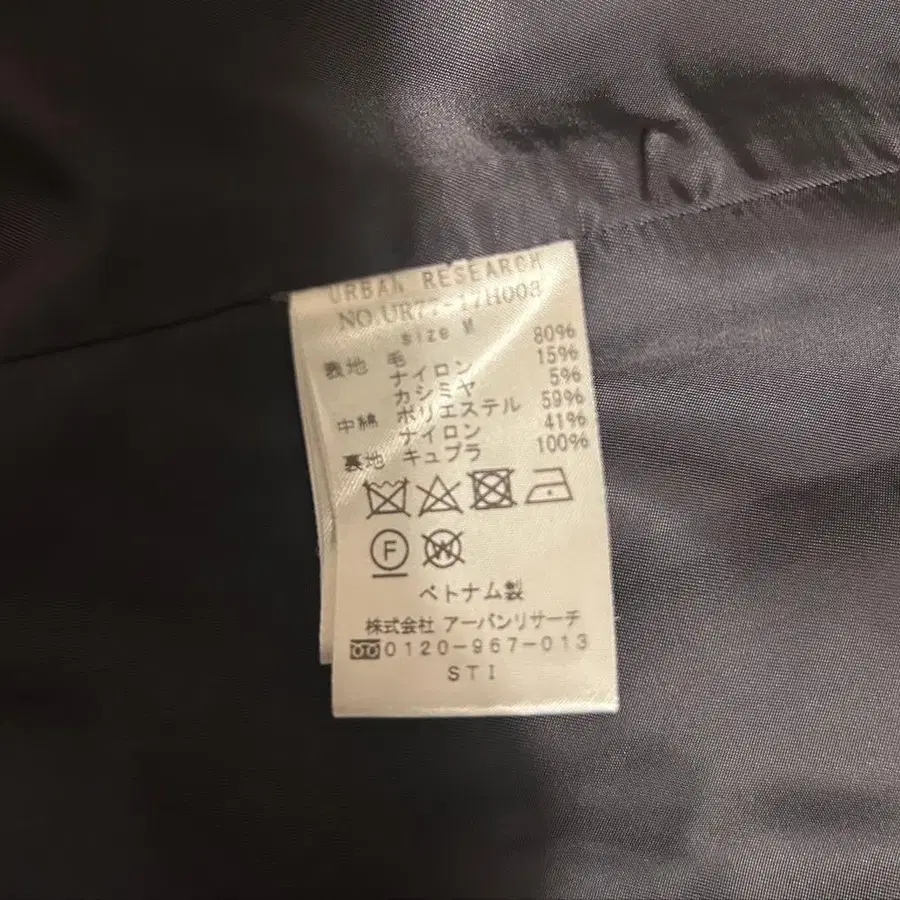 URBAN RESEARCH
NO.UR77-17H003
size M
表地 毛 80%
ナイロン 15%
カシミヤ 5%
中綿 ポリエステル 59%
ナイロン 41%
裏地 キュプラ 100%
F W
ベトナム製
株式会社 アーバンリサーチ
0120-967-013
STI